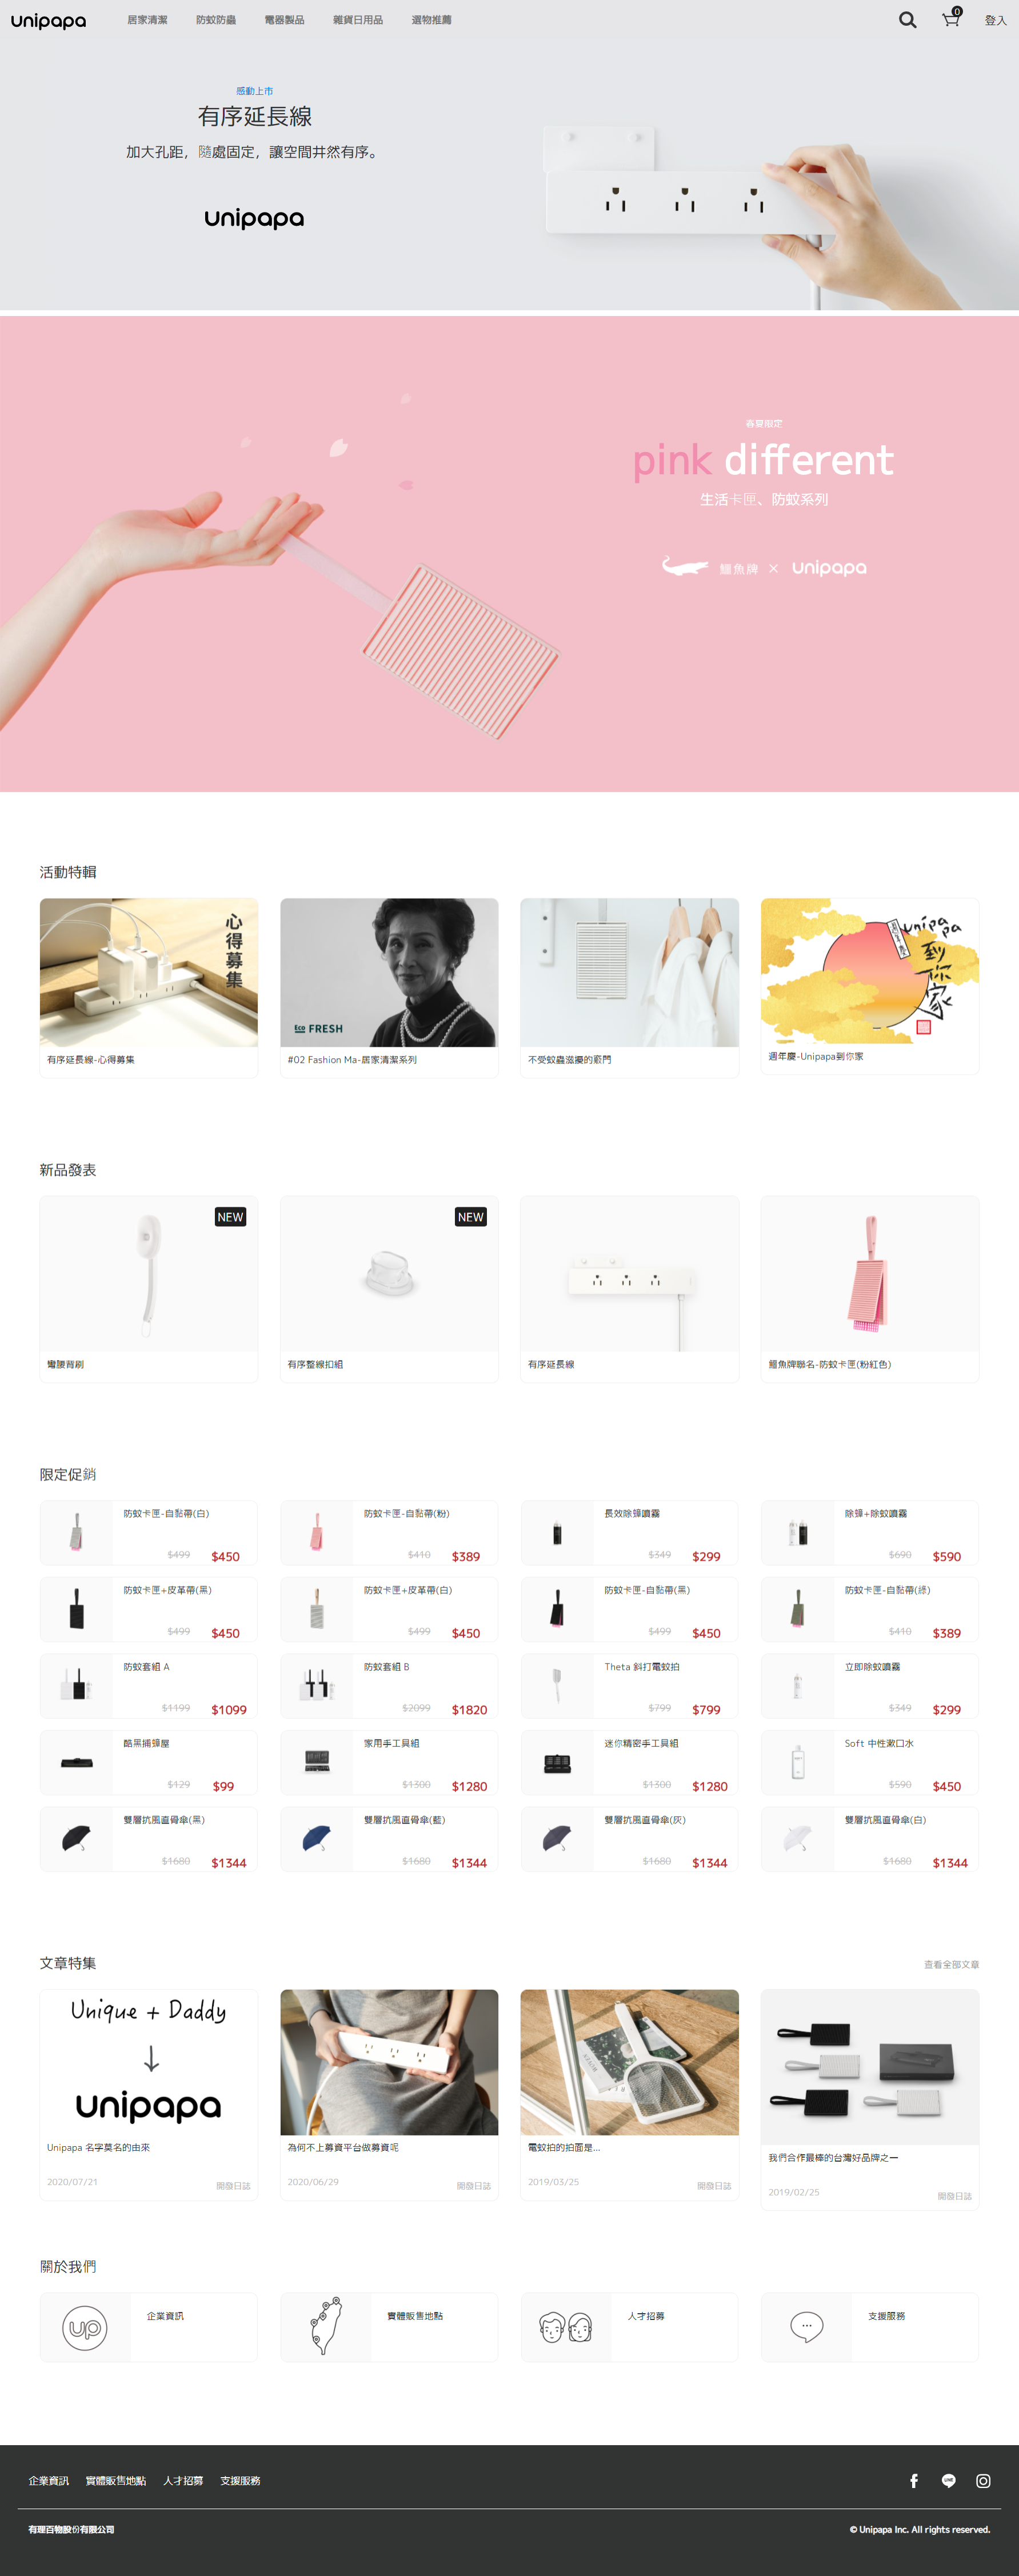 unipapa
居家清潔 防蚊防蟲 電器製品 雜貨日用品 選物推薦
0
登入
感動上市
有序延長線
加大孔距，隨處固定，讓空間井然有序。
unipapa
春夏限定
pink different
生活卡匣、防蚊系列
鱷魚牌 × unipapa
活動特輯
心得募集
有序延長線-心得募集
Eco FRESH
#02 Fashion Ma-居家清潔系列
不受蚊蟲滋擾的竅門
unipapa
到你家
週年慶-Unipapa到你家
新品發表
NEW
彎腰背刷
NEW
有序整線扣組
有序延長線
鱷魚牌聯名-防蚊卡匣(粉紅色)
限定促銷
防蚊卡匣-自黏帶(白)
$499 $450
防蚊卡匣-自黏帶(粉)
$410 $389
長效除蟑噴霧
$349 $299
除蟑+除蚊噴霧
$690 $590
防蚊卡匣+皮革帶(黑)
$499 $450
防蚊卡匣+皮革帶(白)
$499 $450
防蚊卡匣-自黏帶(黑)
$499 $450
防蚊卡匣-自黏帶(綠)
$410 $389
防蚊套組 A
$1199 $1099
防蚊套組 B
$2099 $1820
Theta 斜打電蚊拍
$799 $799
立即除蚊噴霧
$349 $299
酷黑捕蟑屋
$129 $99
家用手工具組
$1300 $1280
迷你精密手工具組
$1300 $1280
Soft 中性漱口水
$590 $450
雙層抗風直骨傘(黑)
$1680 $1344
雙層抗風直骨傘(藍)
$1680 $1344
雙層抗風直骨傘(灰)
$1680 $1344
雙層抗風直骨傘(白)
$1680 $1344
文章特集
查看全部文章
Unique + Daddy
unipapa
Unipapa 名字莫名的由來
2020/07/21 開發日誌
為何不上募資平台做募資呢
2020/06/29 開發日誌
電蚊拍的拍面是...
2019/03/25 開發日誌
我們合作最棒的台灣好品牌之一
2019/02/25 開發日誌
關於我們
up
企業資訊
實體販售地點
人才招募
支援服務
企業資訊 實體販售地點 人才招募 支援服務
LINE
有理百物股份有限公司
© Unipapa Inc. All rights reserved.